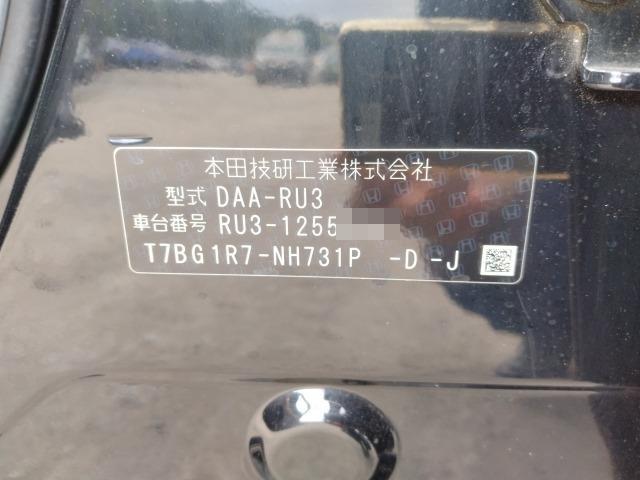 本田技研工業株式会社
型式 DAA-RU3
車台番号 RU3-1255
T7BG1R7-NH731P -D-J